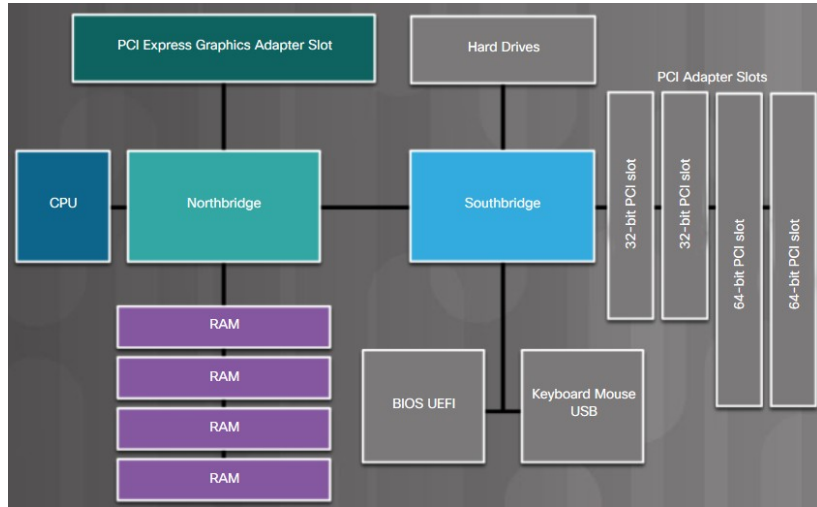 PCI Express Graphics Adapter Slot
Hard Drives
PCI Adapter Slots
CPU
Northbridge
Southbridge
32-bit PCI slot
32-bit PCI slot
64-bit PCI slot
64-bit PCI slot
RAM
RAM
RAM
RAM
BIOS UEFI
Keyboard Mouse
USB